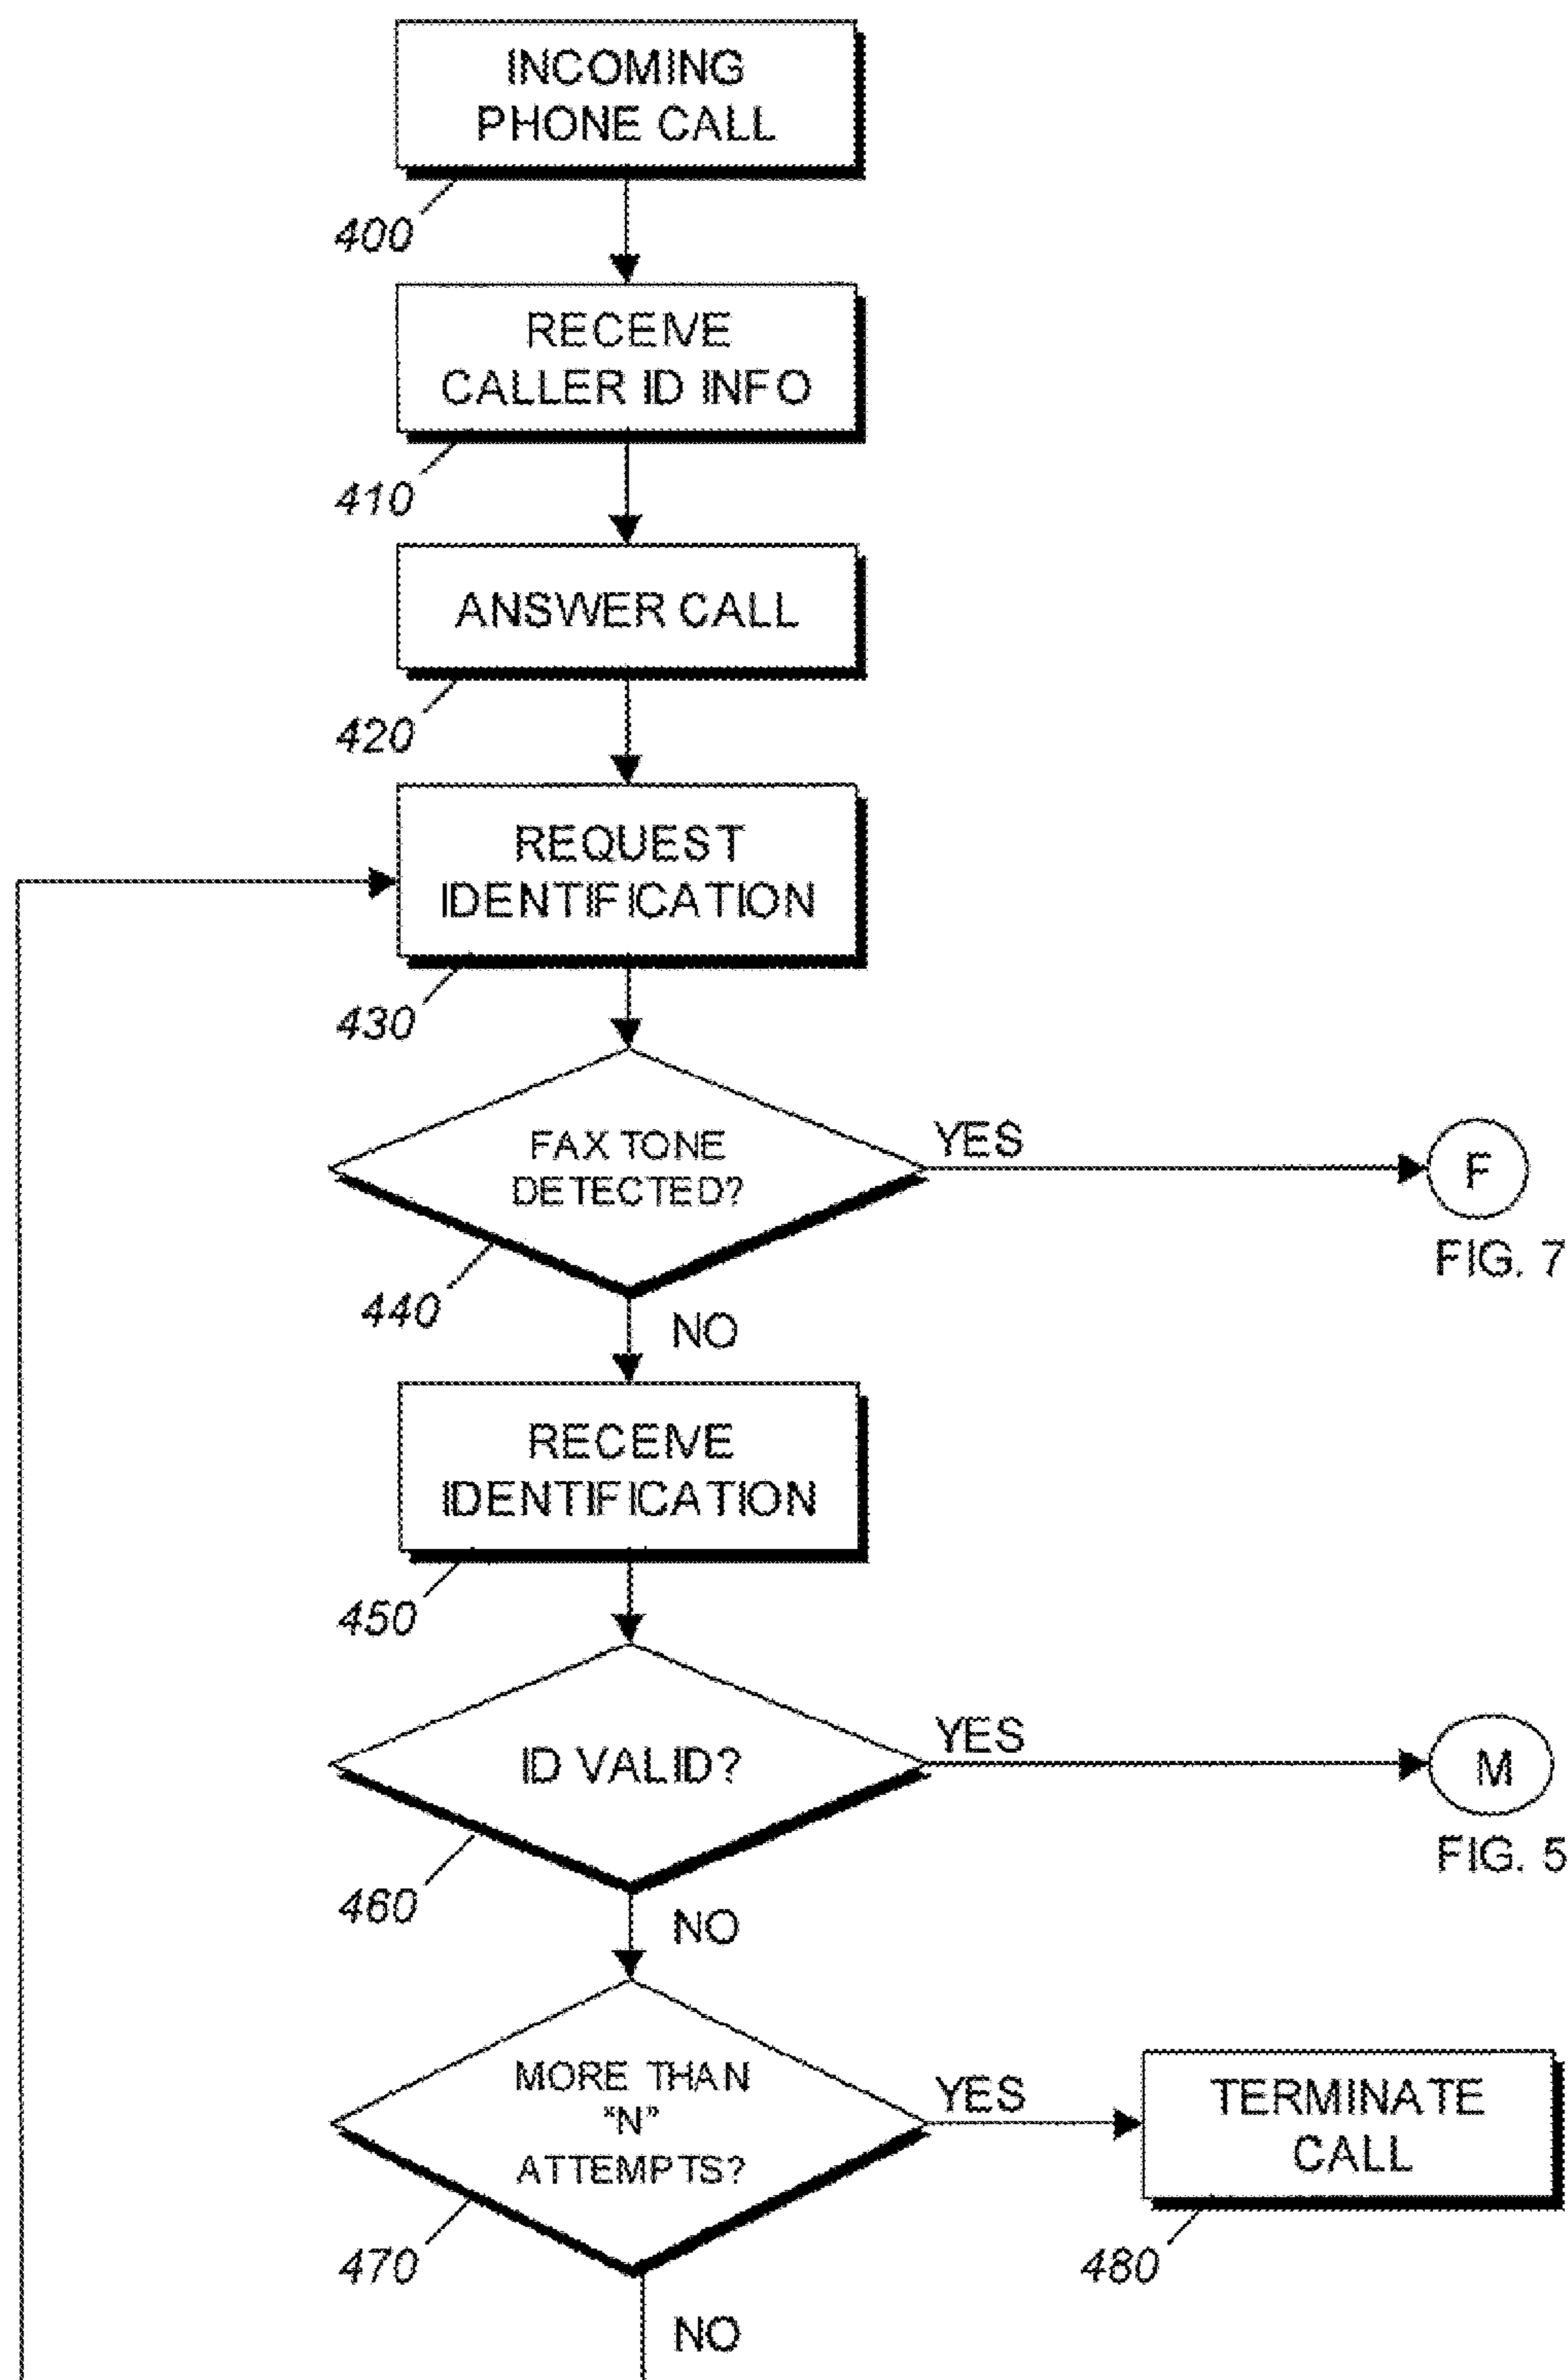 INCOMING
PHONE CALL
400
RECEIVE
CALLER ID INFO
410
ANSWER CALL
420
REQUEST
IDENTIFICATION
430
FAX TONE
DETECTED?
YES
F
FIG. 7
440
NO
RECEIVE
IDENTIFICATION
450
ID VALID?
YES
M
FIG. 5
460
NO
MORE THAN
"N"
ATTEMPTS?
YES
TERMINATE
CALL
470
480
NO